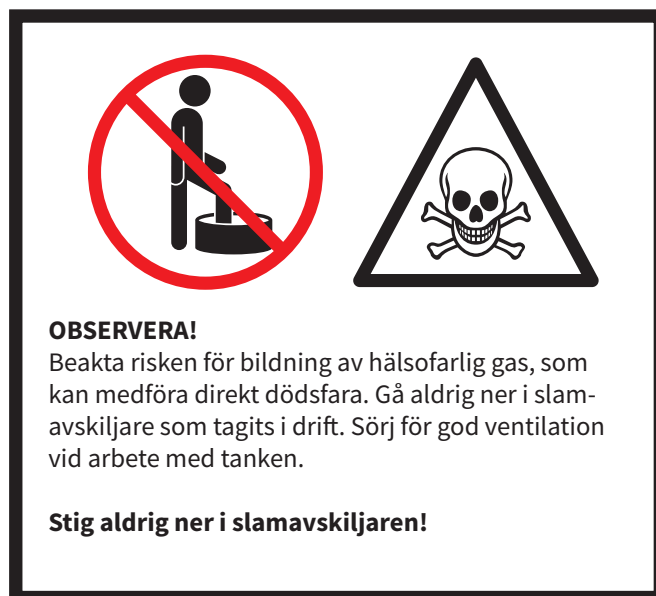 OBSERVERA!
Beakta risken för bildning av hälsofarlig gas, som
kan medföra direkt dödsfara. Gå aldrig ner i slam-
avskiljare som tagits i drift. Sörj för god ventilation
vid arbete med tanken.
Stig aldrig ner i slamavskiljaren!